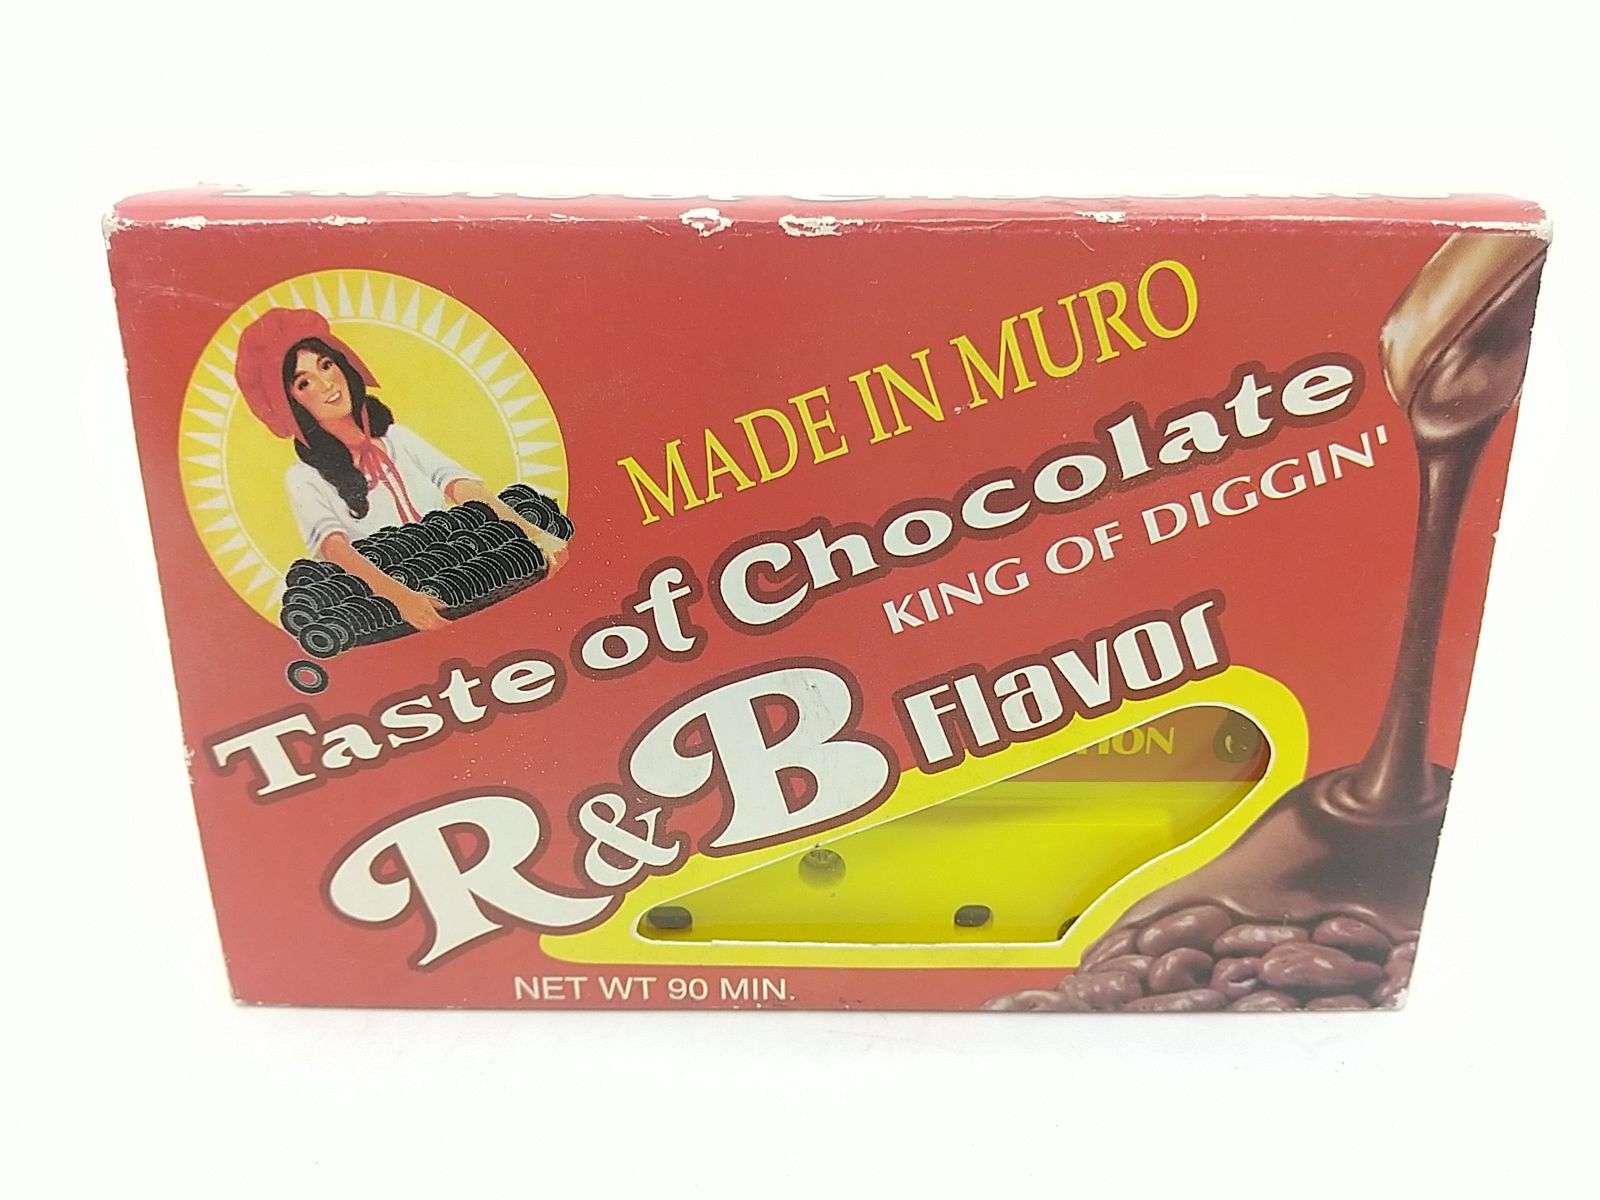 MADE IN MURO
Taste of Chocolate
KING OF DIGGIN'
R&B Flavor
NET WT 90 MIN.